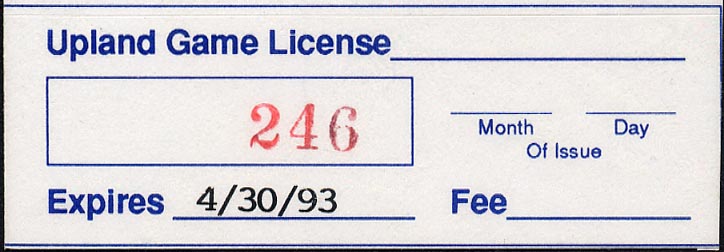 Upland Game License
246
Month Day
Of Issue
Expires 4/30/93 Fee